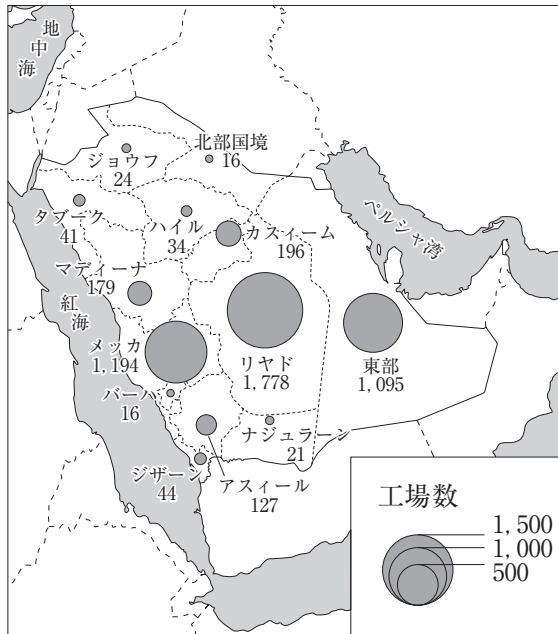 地中海
北部国境
16
ジョウフ
24
タブーク
41
ハイル
34
カスィーム
196
ペルシャ湾
マディーナ
179
紅海
メッカ
1,194
リヤド
1,778
東部
1,095
バーハ
16
ナジュラーン
21
ジザーン
44
アスィール
127
工場数
1,500
1,000
500